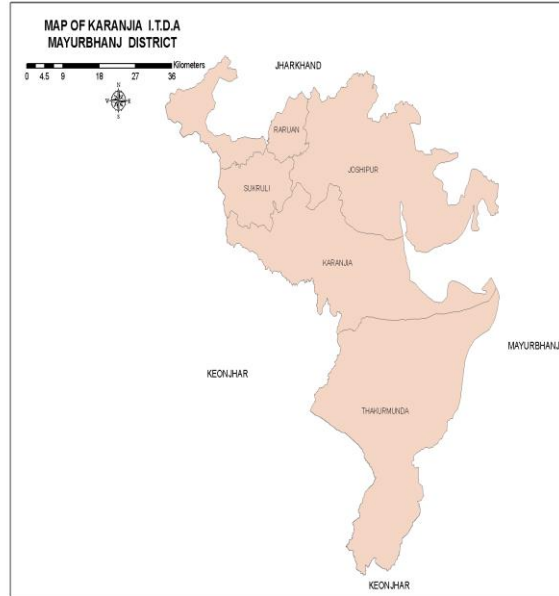 MAP OF KARANJIA I.T.D.A
MAYURBHANJ DISTRICT
Kilometers
0 4.5 9 18 27 36
N
W E
S
JHARKHAND
RARUAN
JOSHIPUR
SUKRULI
KARANJIA
MAYURBHANJ
KEONJHAR
THAKURMUNDA
KEONJHAR